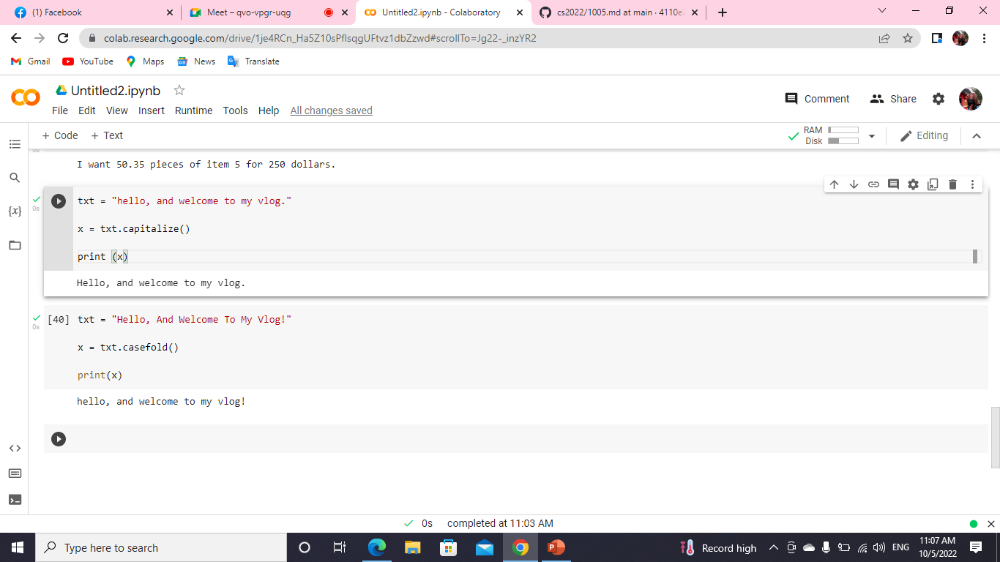 (1) Facebook
Meet – qvo-vpgr-uqg
Untitled2.ipynb - Colaboratory
cs2022/1005.md at main · 4110e
colab.research.google.com/drive/1je4RCn_Ha5Z10sPflsqgUFtvz1dbZzwd#scrollTo=Jg22-_inzYR2
Gmail YouTube Maps News Translate
Untitled2.ipynb
File Edit View Insert Runtime Tools Help All changes saved
Comment Share
+ Code + Text
RAM
Disk
Editing
0s
I want 50.35 pieces of item 5 for 250 dollars.
txt = "hello, and welcome to my vlog."
0s
x = txt.capitalize()
print (x)
Hello, and welcome to my vlog.
[40] txt = "Hello, And Welcome To My Vlog!"
0s
x = txt.casefold()
print(x)
hello, and welcome to my vlog!
{x}
0s completed at 11:03 AM
Type here to search
Record high
ENG
11:07 AM
10/5/2022